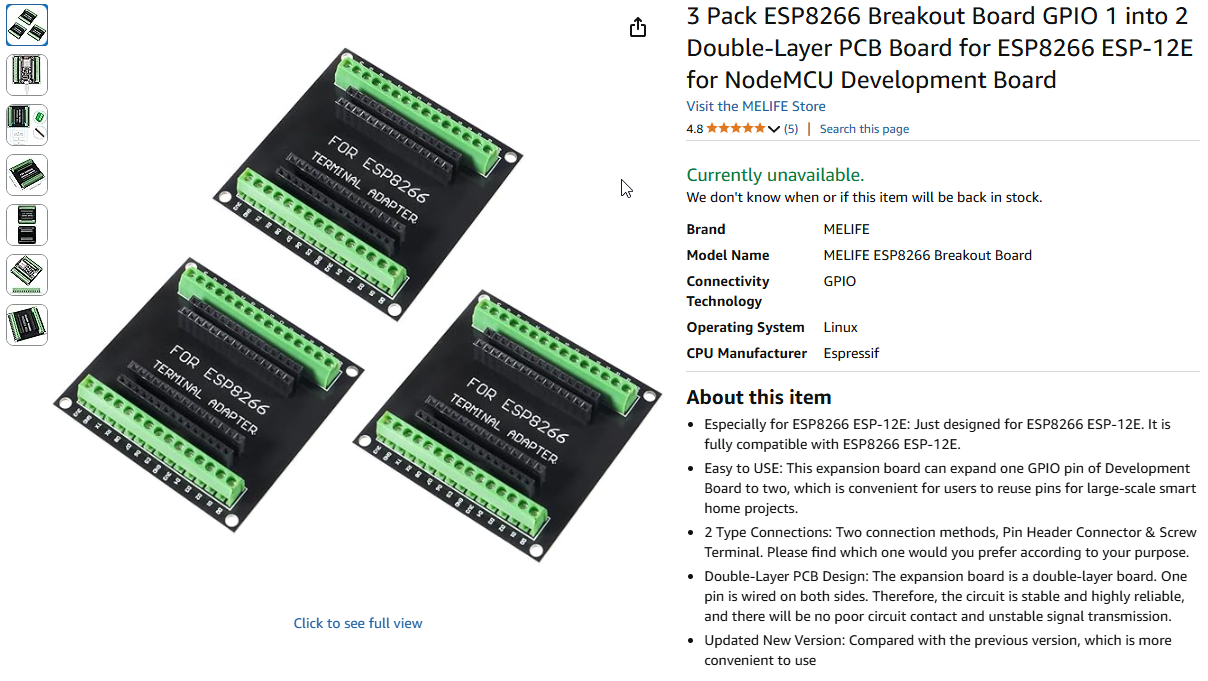 3 Pack ESP8266 Breakout Board GPIO 1 into 2
Double-Layer PCB Board for ESP8266 ESP-12E
for NodeMCU Development Board
Visit the MELIFE Store
4.8 (5) | Search this page
Currently unavailable.
We don't know when or if this item will be back in stock.
Brand MELIFE
Model Name MELIFE ESP8266 Breakout Board
Connectivity GPIO
Technology
Operating System Linux
CPU Manufacturer Espressif
About this item
Especially for ESP8266 ESP-12E: Just designed for ESP8266 ESP-12E. It is
fully compatible with ESP8266 ESP-12E.
Easy to USE: This expansion board can expand one GPIO pin of Development
Board to two, which is convenient for users to reuse pins for large-scale smart
home projects.
2 Type Connections: Two connection methods, Pin Header Connector & Screw
Terminal. Please find which one would you prefer according to your purpose.
Double-Layer PCB Design: The expansion board is a double-layer board. One
pin is wired on both sides. Therefore, the circuit is stable and highly reliable,
and there will be no poor circuit contact and unstable signal transmission.
Updated New Version: Compared with the previous version, which is more
convenient to use
FOR ESP8266
TERMINAL ADAPTER
FOR ESP8266
TERMINAL ADAPTER
FOR ESP8266
TERMINAL ADAPTER
Click to see full view